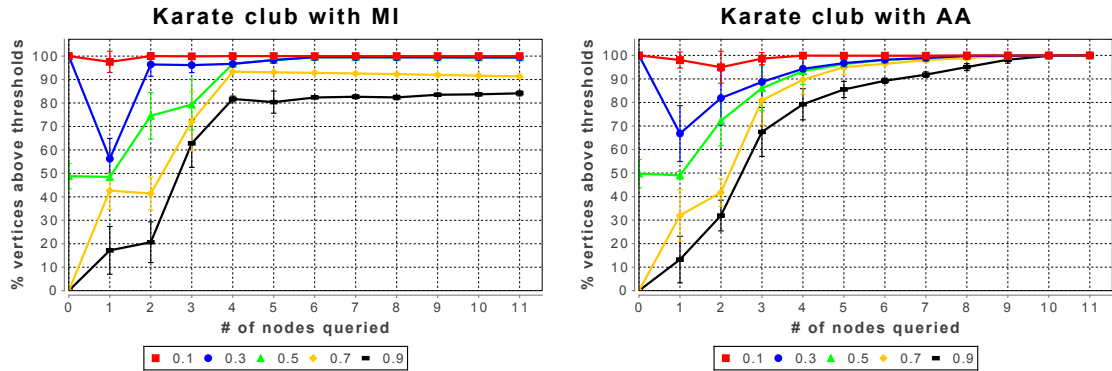 Karate club with MI
% vertices above thresholds
100
90
80
70
60
50
40
30
20
10
0
0 1 2 3 4 5 6 7 8 9 10 11
# of nodes queried
0.1 0.3 0.5 0.7 0.9
Karate club with AA
% vertices above thresholds
100
90
80
70
60
50
40
30
20
10
0
0 1 2 3 4 5 6 7 8 9 10 11
# of nodes queried
0.1 0.3 0.5 0.7 0.9